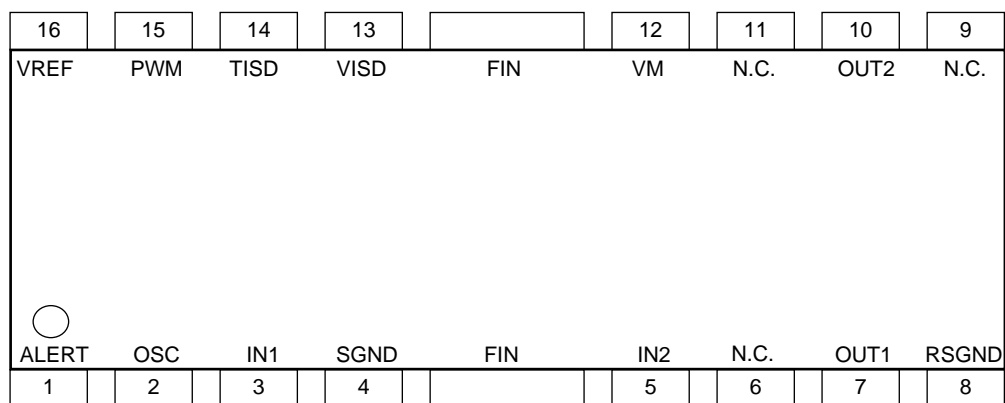 16 15 14 13 12 11 10 9
VREF PWM TISD VISD FIN VM N.C. OUT2 N.C.
ALERT OSC IN1 SGND FIN IN2 N.C. OUT1 RSGND
1 2 3 4 5 6 7 8